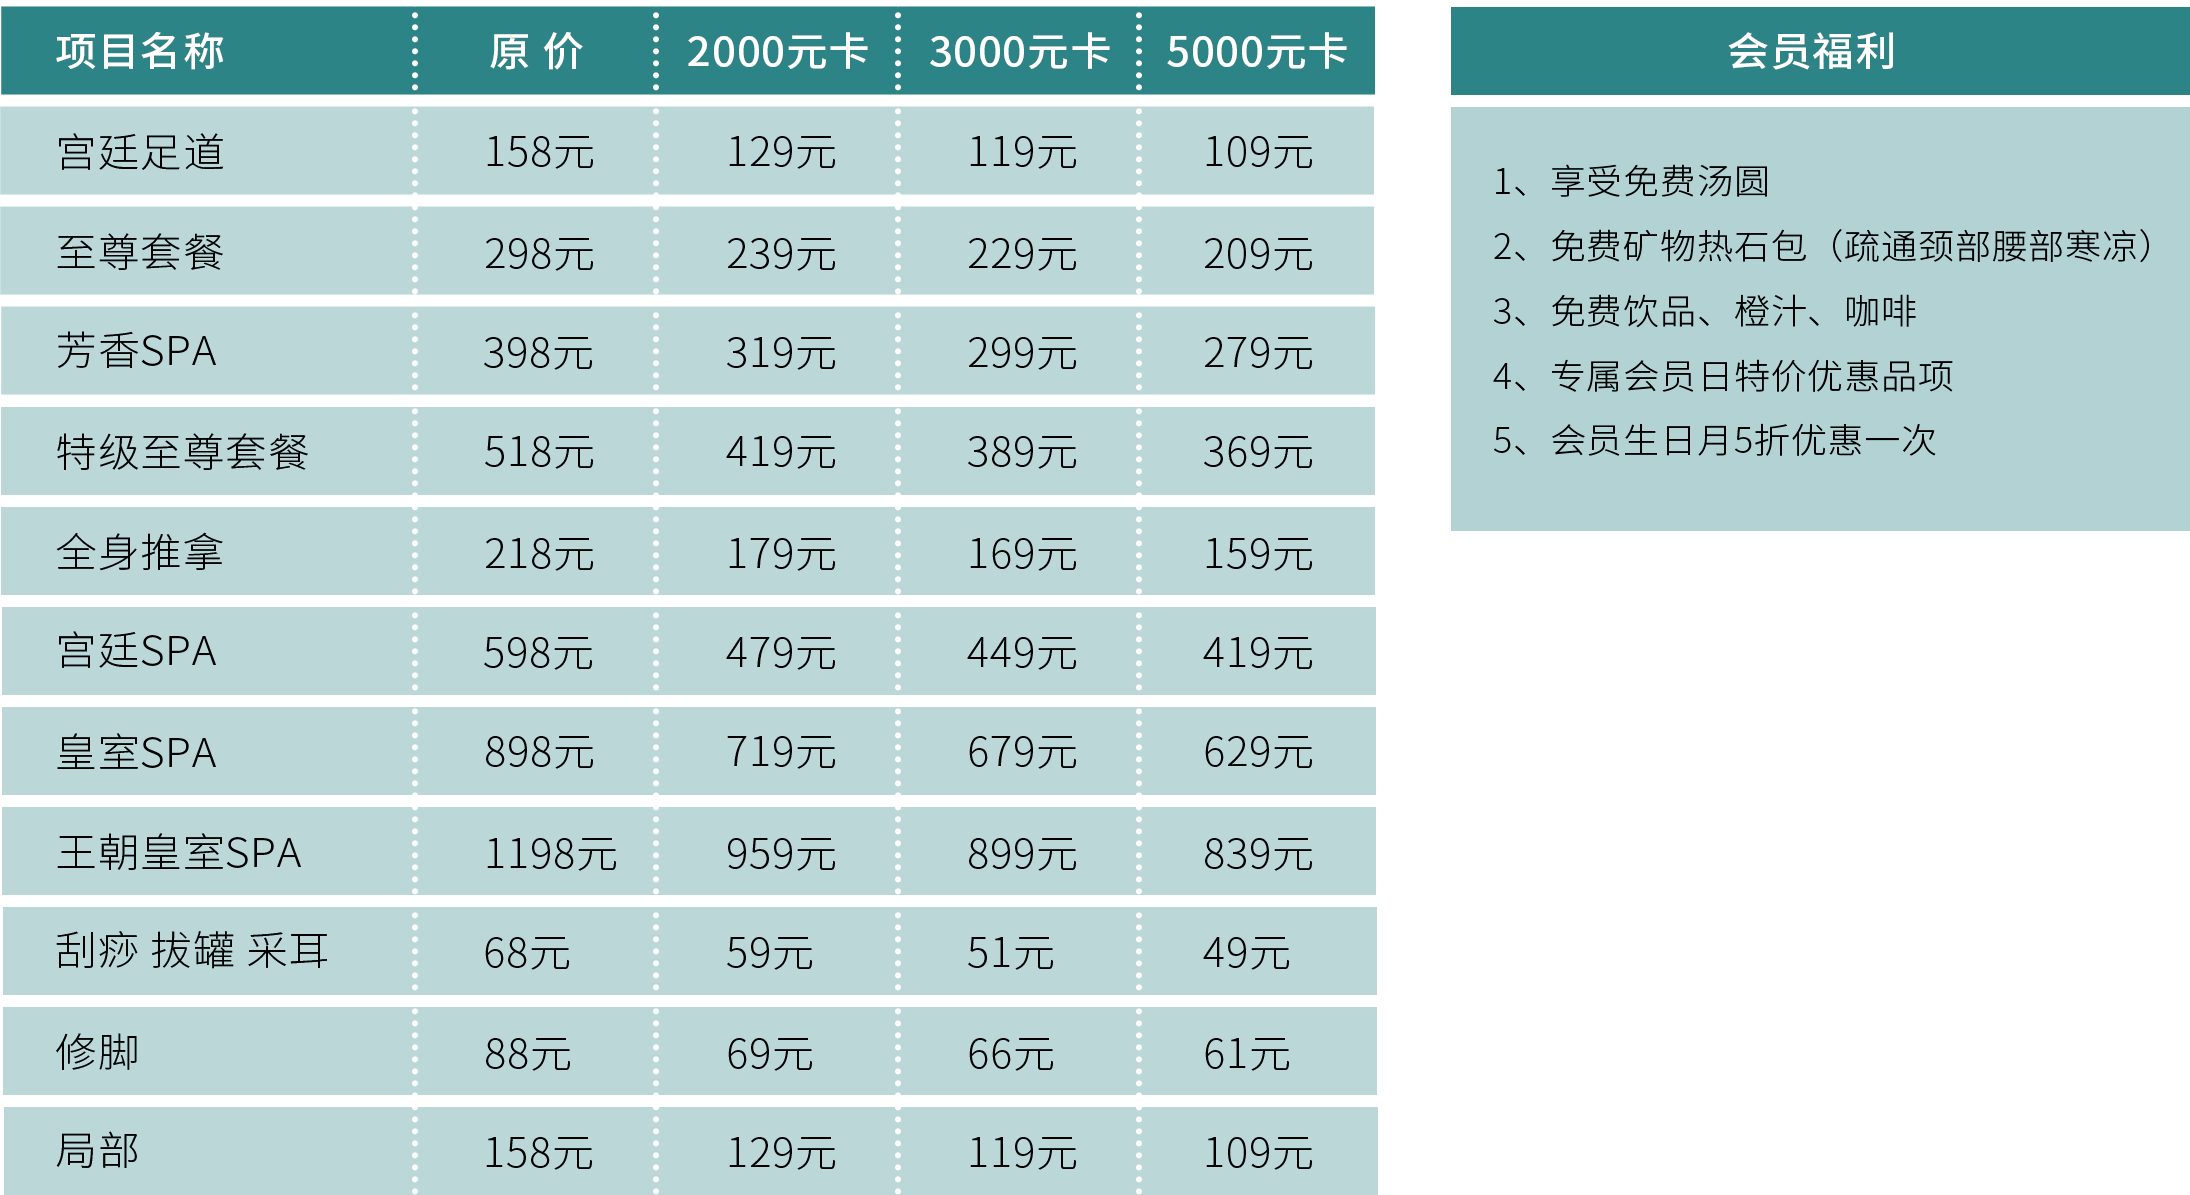 项目名称 原 价 2000元卡 3000元卡 5000元卡
宫廷足道 158元 129元 119元 109元
至尊套餐 298元 239元 229元 209元
芳香SPA 398元 319元 299元 279元
特级至尊套餐 518元 419元 389元 369元
全身推拿 218元 179元 169元 159元
宫廷SPA 598元 479元 449元 419元
皇室SPA 898元 719元 679元 629元
王朝皇室SPA 1198元 959元 899元 839元
刮痧 拔罐 采耳 68元 59元 51元 49元
修脚 88元 69元 66元 61元
局部 158元 129元 119元 109元
会员福利
1、享受免费汤圆
2、免费矿物热石包（疏通颈部腰部寒凉）
3、免费饮品、橙汁、咖啡
4、专属会员日特价优惠品项
5、会员生日月5折优惠一次